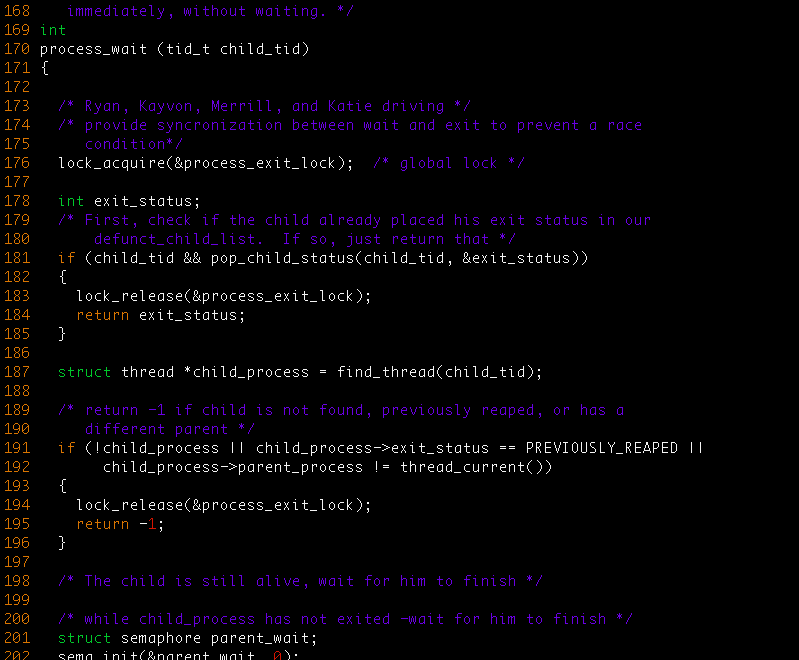 168    immediately, without waiting. */
169 int
170 process_wait (tid_t child_tid)
171 {
172
173   /* Ryan, Kayvon, Merrill, and Katie driving */
174   /* provide syncronization between wait and exit to prevent a race
175      condition*/
176   lock_acquire(&process_exit_lock);  /* global lock */
177
178   int exit_status;
179   /* First, check if the child already placed his exit status in our
180       defunct_child_list.  If so, just return that */
181   if (child_tid && pop_child_status(child_tid, &exit_status))
182   {
183     lock_release(&process_exit_lock);
184     return exit_status;
185   }
186
187   struct thread *child_process = find_thread(child_tid);
188
189   /* return -1 if child is not found, previously reaped, or has a
190      different parent */
191   if (!child_process || child_process->exit_status == PREVIOUSLY_REAPED ||
192        child_process->parent_process != thread_current())
193   {
194     lock_release(&process_exit_lock);
195     return -1;
196   }
197
198   /* The child is still alive, wait for him to finish */
199
200   /* while child_process has not exited -wait for him to finish */
201   struct semaphore parent_wait;
202   sema_init(&parent_wait, 0);